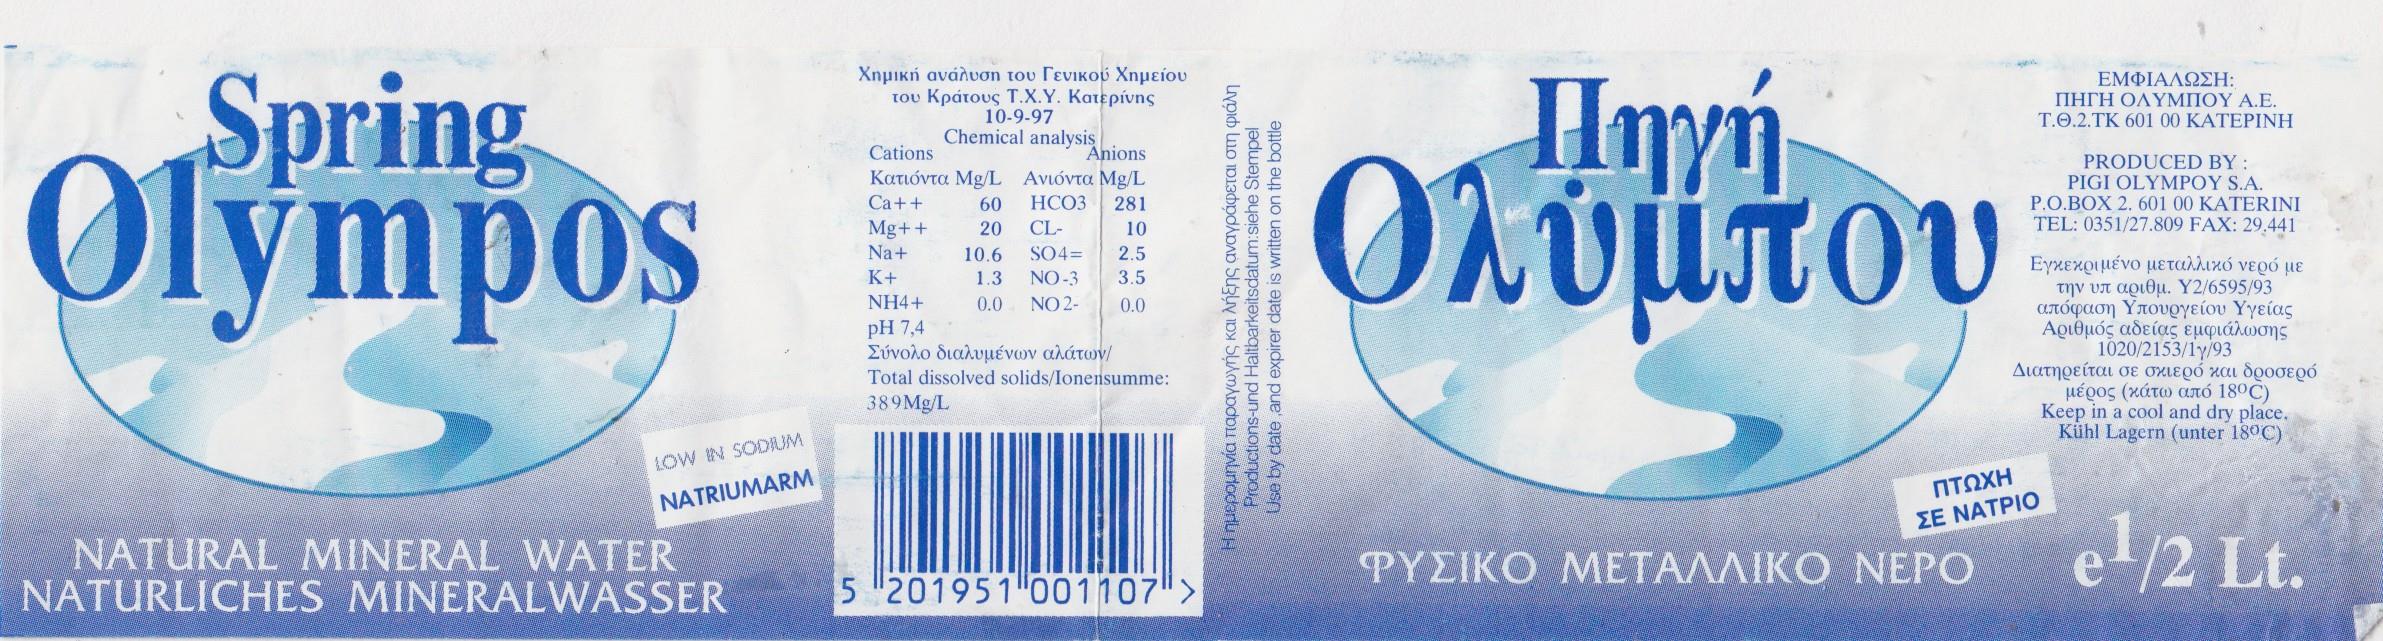 Spring
Olympos
LOW IN SODIUM
NATRIUMARM
NATURAL MINERAL WATER
NATURLICHES MINERALWASSER
Χημική ανάλυση του Γενικού Χημείου
του Κράτους Τ.Χ.Υ. Κατερίνης
10-9-97
Chemical analysis
Cations Anions
Κατιόντα Mg/L Ανιόντα Mg/L
Ca++ 60 HCO3 281
Mg++ 20 CL- 10
Na+ 10.6 SO4= 2.5
K+ 1.3 NO-3 3.5
NH4+ 0.0 NO2- 0.0
pH 7,4
Σύνολο διαλυμένων αλάτων/
Total dissolved solids/Ionensumme:
389Mg/L
5 201951 001107 >
Η ημερομηνία παραγωγής και λήξης αναγράφεται στη φιάλη
Productions-und Haltbarkeitsdatum:siehe Stempel
Use by date ,and expirer date is written on the bottle
Πηγή
Ολύμπου
ΠΤΩΧΗ
ΣΕ ΝΑΤΡΙΟ
ΦΥΣΙΚΟ ΜΕΤΑΛΛΙΚΟ ΝΕΡΟ
ΕΜΦΙΑΛΩΣΗ:
ΠΗΓΗ ΟΛΥΜΠΟΥ Α.Ε.
Τ.Θ.2.ΤΚ 601 00 ΚΑΤΕΡΙΝΗ
PRODUCED BY :
PIGI OLYMPOY S.A.
P.O.BOX 2. 601 00 KATERINI
TEL: 0351/27.809 FAX: 29.441
Εγκεκριμένο μεταλλικό νερό με
την υπ αριθμ. Υ2/6595/93
απόφαση Υπουργείου Υγείας
Αριθμός αδείας εμφιάλωσης
1020/2153/1γ/93
Διατηρείται σε σκιερό και δροσερό
μέρος (κάτω από 18ºC)
Keep in a cool and dry place.
Kühl Lagern (unter 18ºC)
e 1/2 Lt.